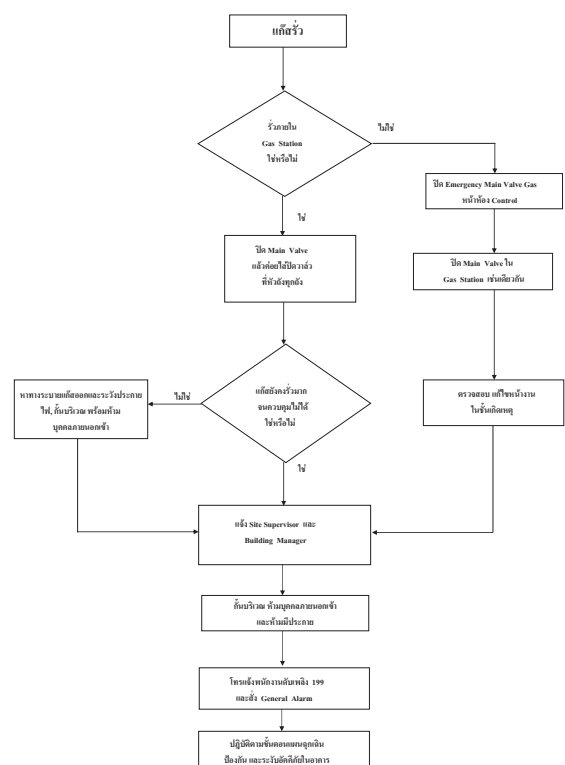 แก๊สรั่ว
รั่วภายใน
Gas Station
ใช่หรือไม่
ไม่ใช่
ปิด Emergency Main Valve Gas
หน้าห้อง Control
ใช่
ปิด Main Valve
แล้วค่อยไล่ปิดวาล์ว
ที่หัวถังทุกถัง
ปิด Main Valve ใน
Gas Station เช่นเดียวกัน
แก๊สยังคงรั่วมาก
จนควบคุมไม่ได้
ใช่หรือไม่
ไม่ใช่
หาทางระบายแก๊สออกและระวังประกาย
ไฟ, กั้นบริเวณ พร้อมห้าม
บุคคลภายนอกเข้า
ตรวจสอบ แก้ไขหน้างาน
ในชั้นเกิดเหตุ
ใช่
แจ้ง Site Supervisor และ
Building Manager
กั้นบริเวณ ห้ามบุคคลภายนอกเข้า
และห้ามมีประกาย
โทรแจ้งพนักงานดับเพลิง 199
และสั่ง General Alarm
ปฏิบัติตามขั้นตอนแผนฉุกเฉิน
ป้องกัน และระงับอัคคีภัยในอาคาร